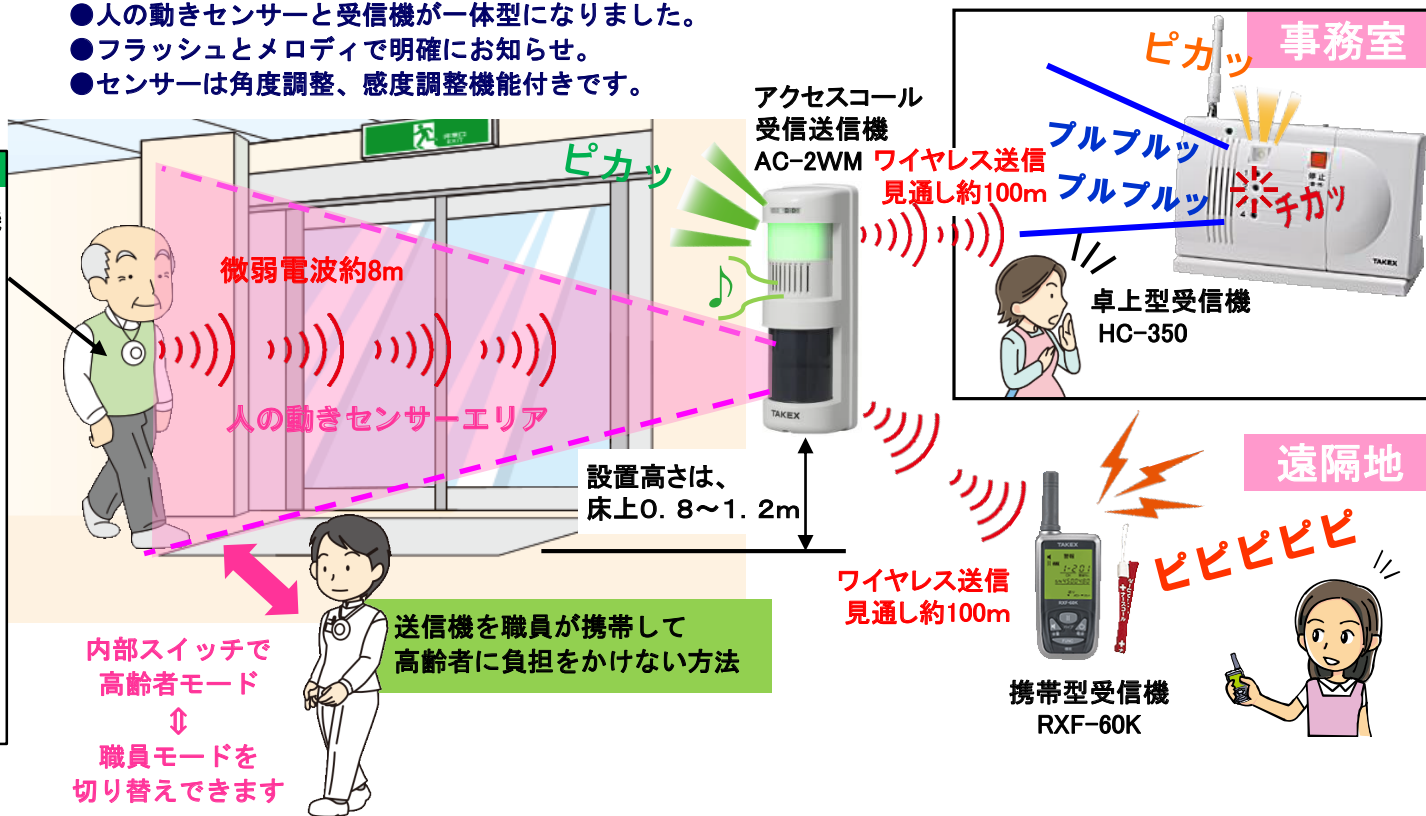 ●人の動きセンサーと受信機が一体型になりました。
●フラッシュとメロディで明確にお知らせ。
●センサーは角度調整、感度調整機能付きです。
事務室
ピカッ
プルプルッ
プルプルッ
チカッ
停止
TAKEX
卓上型受信機
HC-350
アクセスコール
受信送信機
AC-2WM
ワイヤレス送信
見通し約100m
ピカッ
♪
TAKEX
EXIT
微弱電波約8m
人の動きセンサーエリア
設置高さは、
床上0.8～1.2m
遠隔地
ピピピピピ
ワイヤレス送信
見通し約100m
TAKEX
警報
1-201
RXF-60K
携帯型受信機
RXF-60K
送信機を職員が携帯して
高齢者に負担をかけない方法
内部スイッチで
高齢者モード
⇕
職員モードを
切り替えできます